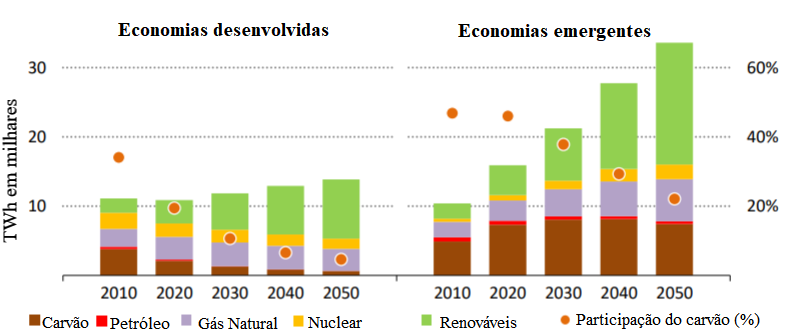 Economias desenvolvidas Economias emergentes
TWh em milhares
30 60%
20 40%
10 20%
2010 2020 2030 2040 2050 2010 2020 2030 2040 2050
Carvão Petróleo Gás Natural Nuclear Renováveis Participação do carvão (%)